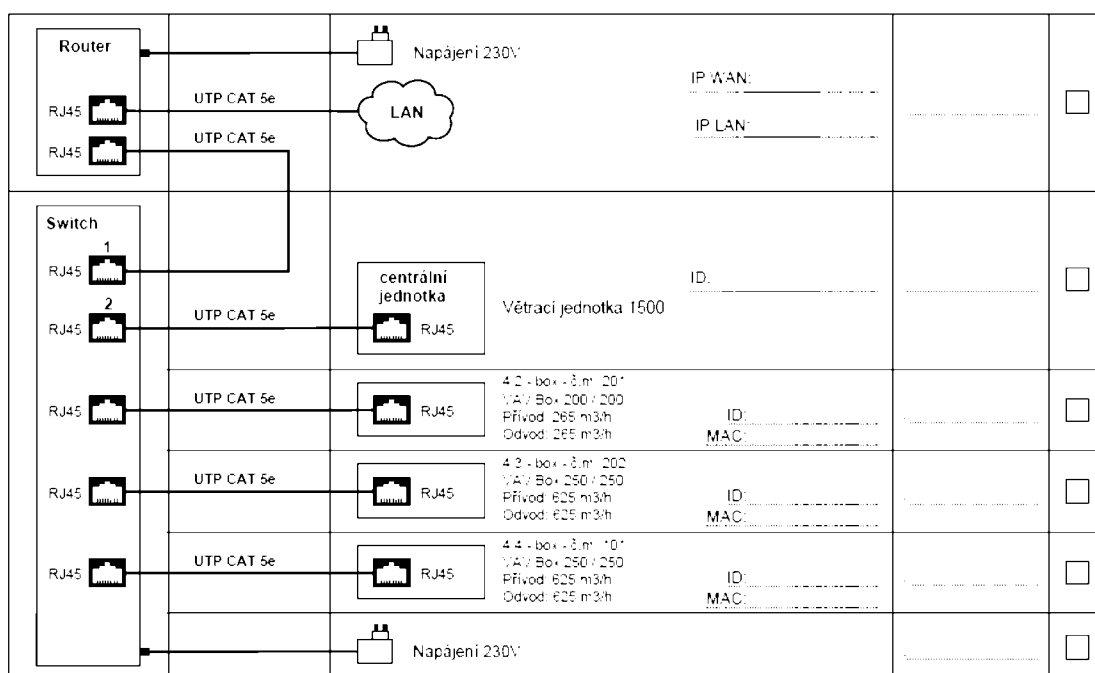 Router
Napájení 230V
IP WAN:
RJ45
UTP CAT 5e
LAN
IP LAN:
RJ45
UTP CAT 5e
Switch
1
RJ45
centrální
jednotka
ID:
2
Větrací jednotka 1500
RJ45
UTP CAT 5e
RJ45
4.2 - box - č.m. 201
VAV Box 200 / 200
Přívod: 265 m3/h
Odvod: 265 m3/h
RJ45
UTP CAT 5e
RJ45
ID:
MAC:
4.3 - box - č.m. 202
VAV Box 250 / 250
Přívod: 625 m3/h
Odvod: 625 m3/h
RJ45
UTP CAT 5e
RJ45
ID:
MAC:
4.4 - box - č.m. 101
VAV Box 250 / 250
Přívod: 625 m3/h
Odvod: 625 m3/h
RJ45
UTP CAT 5e
RJ45
ID:
MAC:
Napájení 230V